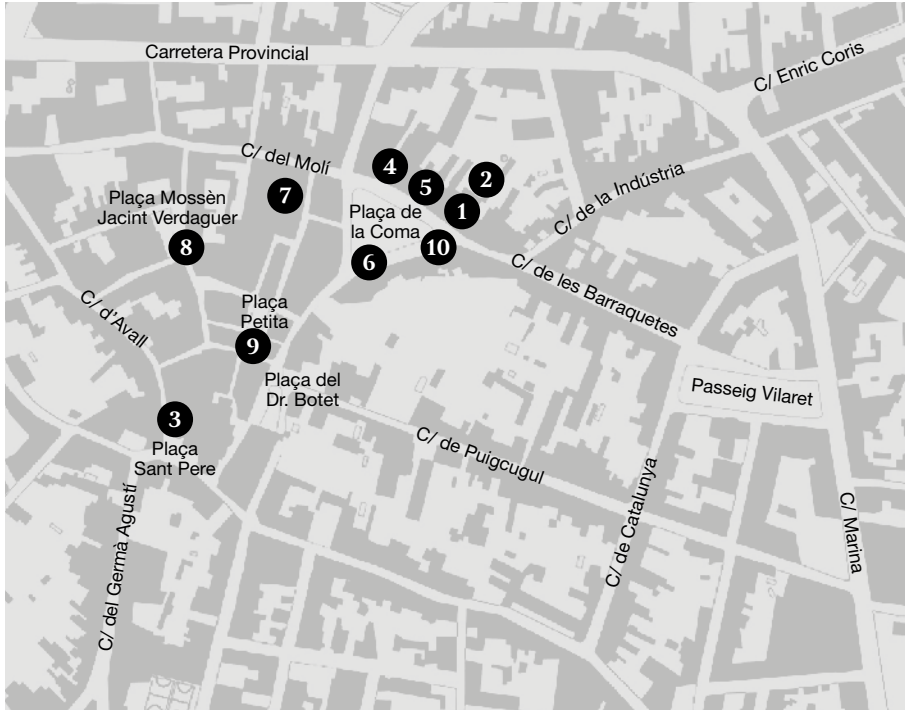 Carretera Provincial
C/ Enric Coris
C/ del Molí
4
5
2
7
1
C/ de la Indústria
Plaça Mossèn
Jacint Verdaguer
8
Plaça de
la Coma
10
6
C/ de les Barraquetes
C/ d'Avall
Plaça
Petita
9
Plaça del
Dr. Botet
Passeig Vilaret
3
Plaça
Sant Pere
C/ de Puigcugul
C/ de Catalunya
C/ Marina
C/ del Germà Agustí